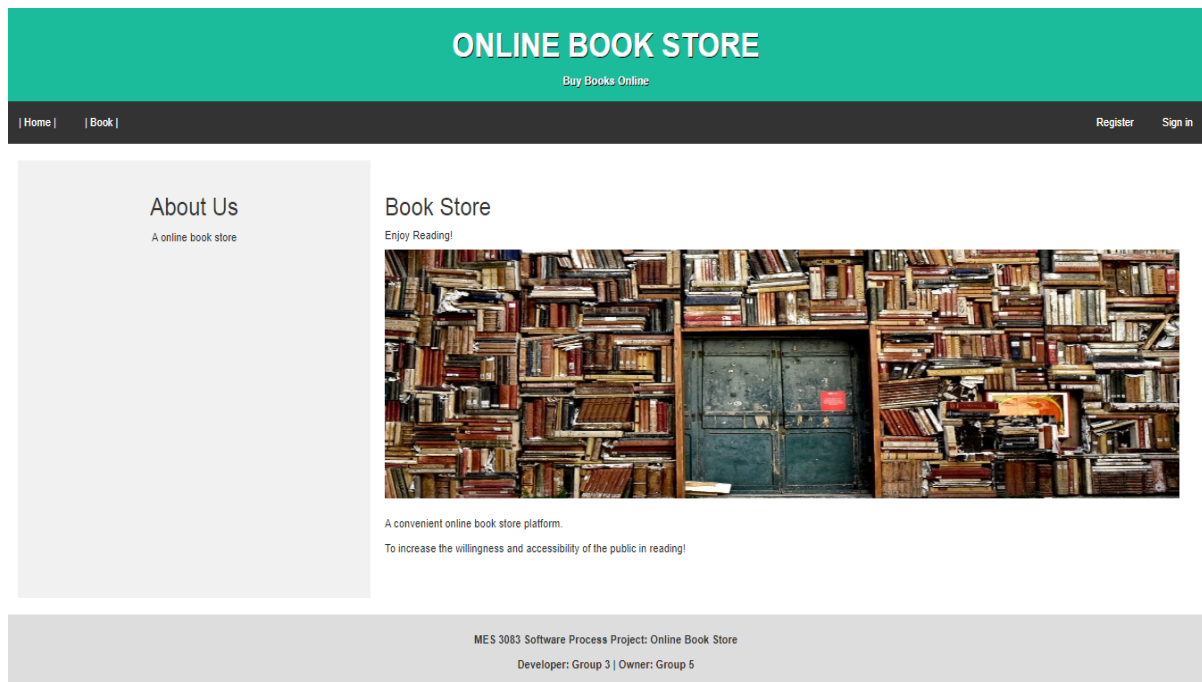 ONLINE BOOK STORE
Buy Books Online
| Home | | Book | Register Sign in
About Us
A online book store
Book Store
Enjoy Reading!
A convenient online book store platform.
To increase the willingness and accessibility of the public in reading!
MES 3083 Software Process Project: Online Book Store
Developer: Group 3 | Owner: Group 5